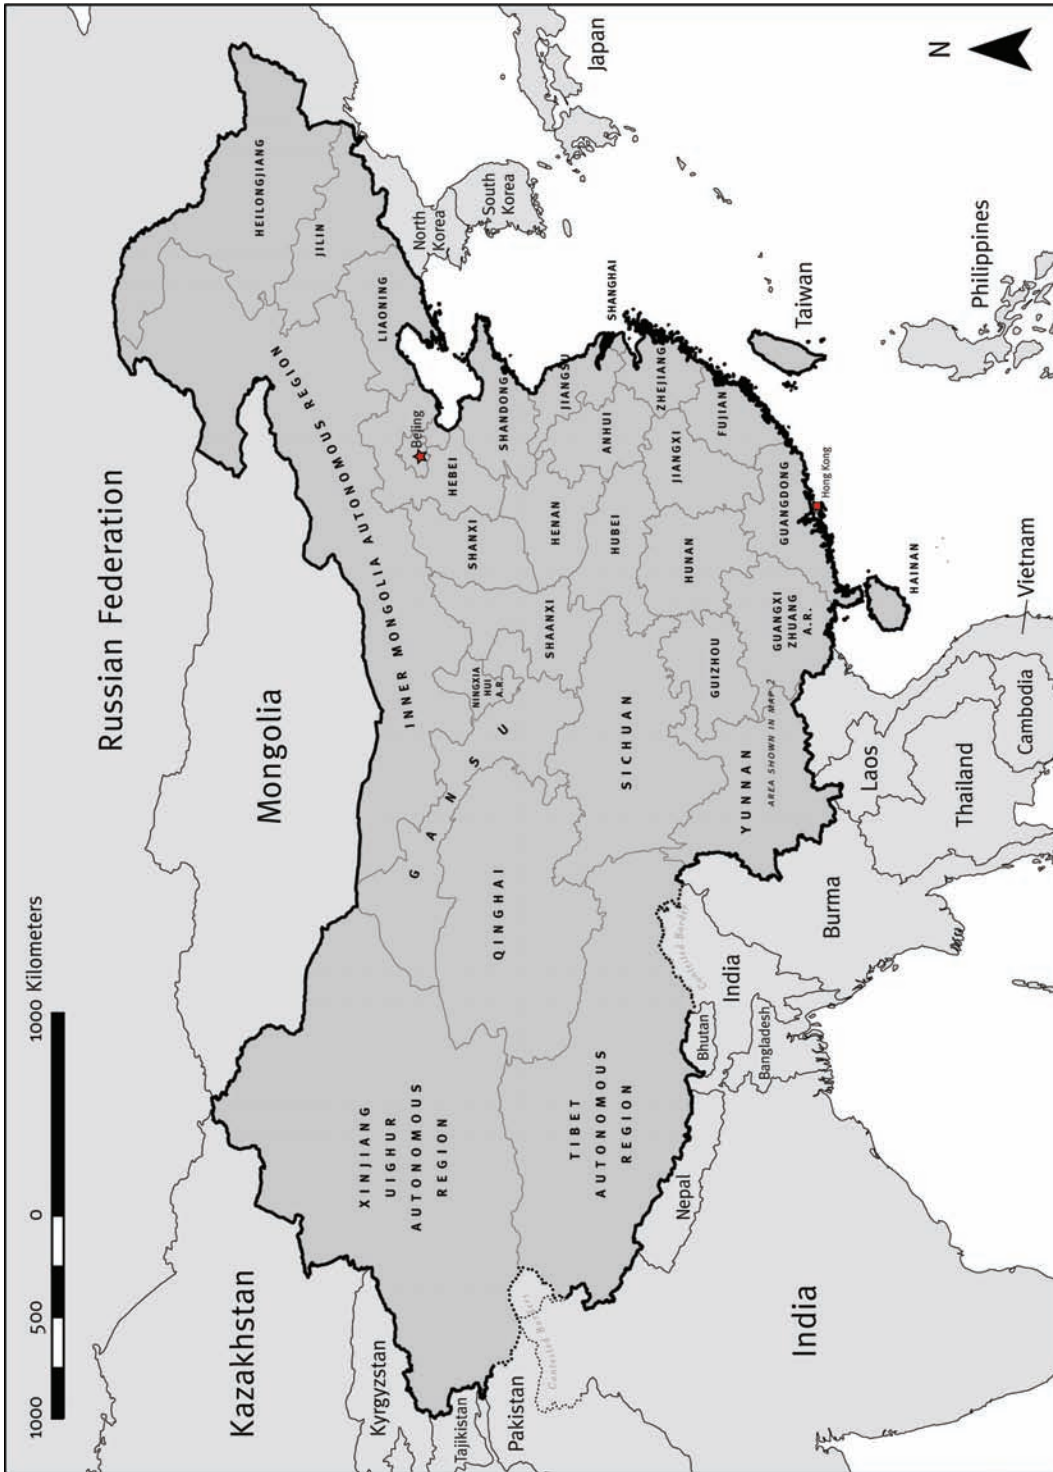 1000
500
0
1000 Kilometers
Russian Federation
Kazakhstan
Mongolia
Kyrgyzstan
Tajikistan
Pakistan
India
Nepal
Bhutan
Bangladesh
India
Burma
Laos
Thailand
Cambodia
Vietnam
Philippines
Taiwan
Japan
North
Korea
South
Korea
N
HEILONGJIANG
JILIN
LIAONING
INNER MONGOLIA AUTONOMOUS REGION
Beijing
HEBEI
SHANDONG
SHANXI
HENAN
JIANGSU
SHANGHAI
ANHUI
ZHEJIANG
HUBEI
JIANGXI
FUJIAN
HUNAN
GUANGDONG
Hong Kong
HAINAN
GUANGXI
ZHUANG
A.R.
GUIZHOU
YUNNAN
AREA SHOWN IN MAP 2
SICHUAN
SHAANXI
NINGXIA
HUI
A.R.
GANSU
QINGHAI
XINJIANG
UIGHUR
AUTONOMOUS
REGION
TIBET
AUTONOMOUS
REGION
Contested Borders
Contested Border